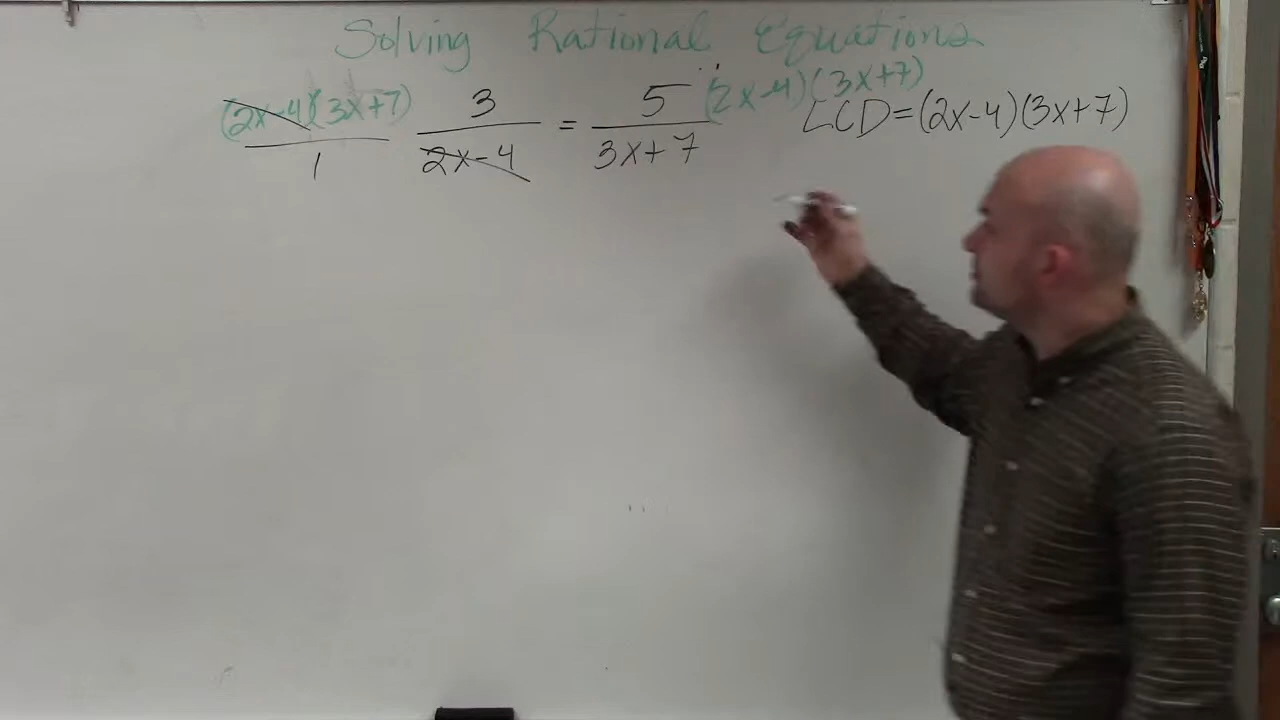 Solving Rational Equations
(2x-4)(3x+7)/1 3/(2x-4) = 5/(3x+7) (2x-4)(3x+7) LCD=(2x-4)(3x+7)